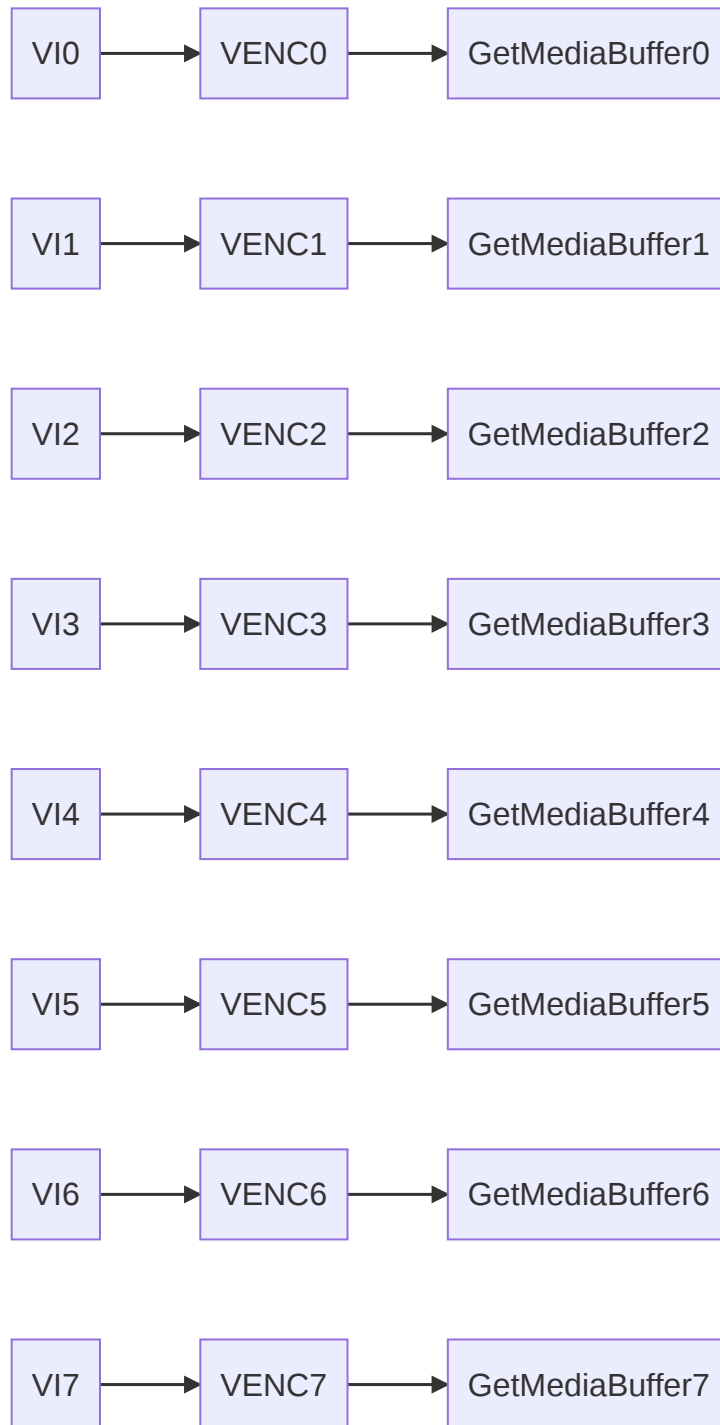 VI0 VENC0 GetMediaBuffer0
VI1 VENC1 GetMediaBuffer1
VI2 VENC2 GetMediaBuffer2
VI3 VENC3 GetMediaBuffer3
VI4 VENC4 GetMediaBuffer4
VI5 VENC5 GetMediaBuffer5
VI6 VENC6 GetMediaBuffer6
VI7 VENC7 GetMediaBuffer7